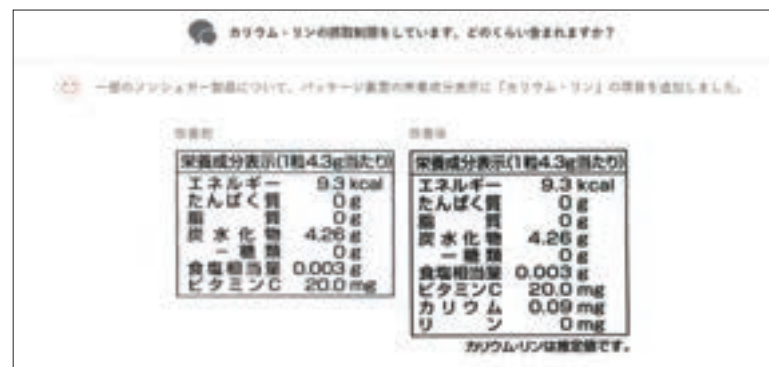 カリウム・リンの摂取制限をしています。どのくらい含まれますか?
一部のノンシュガー製品について、パッケージ裏面の栄養成分表示に「カリウム・リン」の項目を追加しました。
改善前
栄養成分表示(1粒4.3g当たり)
エネルギー 9.3 kcal
たんぱく質 0 g
脂質 0 g
炭水化物 4.26 g
-糖類 0 g
食塩相当量 0.003 g
ビタミンC 20.0 mg
改善後
栄養成分表示(1粒4.3g当たり)
エネルギー 9.3 kcal
たんぱく質 0 g
脂質 0 g
炭水化物 4.26 g
-糖類 0 g
食塩相当量 0.003 g
ビタミンC 20.0 mg
カリウム 0.09 mg
リン 0 mg
カリウム・リンは推定値です。